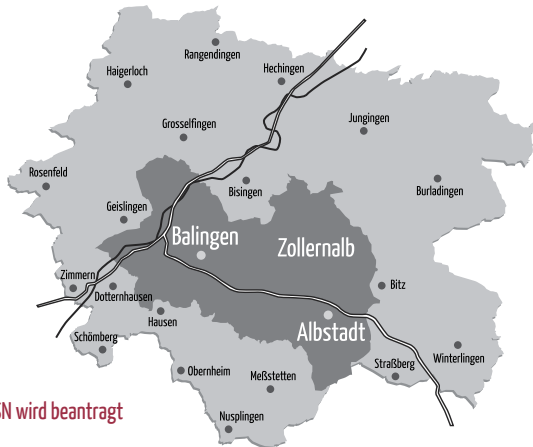 Rangendingen
Haigerloch
Hechingen
Jungingen
Grosselfingen
Rosenfeld
Bisingen
Burladingen
Geislingen
Balingen
Zollernalb
Zimmern
Dotternhausen
Bitz
Hausen
Albstadt
Schömberg
Winterlingen
Obernheim
Meßstetten
Straßberg
SN wird beantragt
Nusplingen